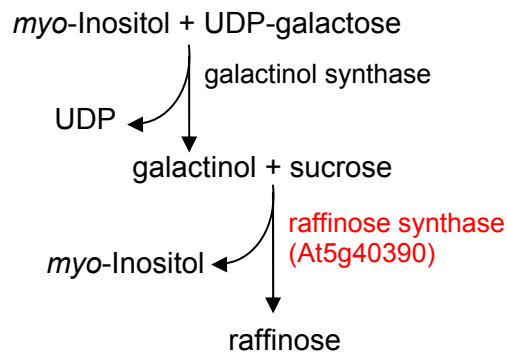 myo-Inositol + UDP-galactose
galactinol synthase
UDP
galactinol + sucrose
raffinose synthase
(At5g40390)
myo-Inositol
raffinose